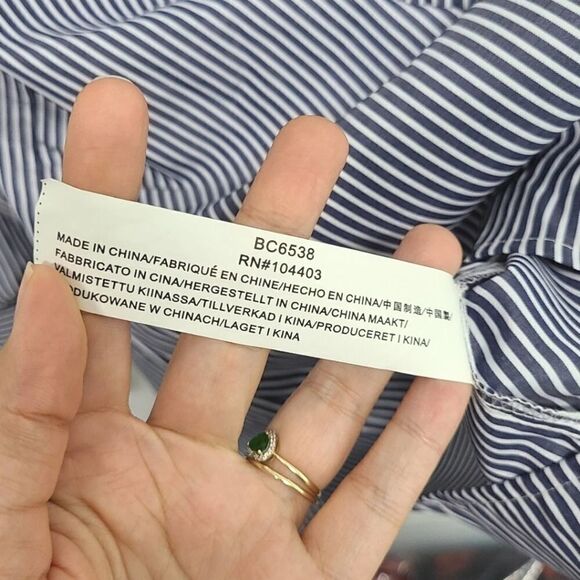 BC6538
RN#104403
MADE IN CHINA/FABRIQUÉ EN CHINE/HECHO EN CHINA/中国制造/中國製/
FABBRICATO IN CINA/HERGESTELLT IN CHINA/CHINA MAAKT/
VALMISTETTU KIINASSA/TILLVERKAD I KINA/PRODUCERET I KINA/
ODUKOWANE W CHINACH/LAGET I KINA